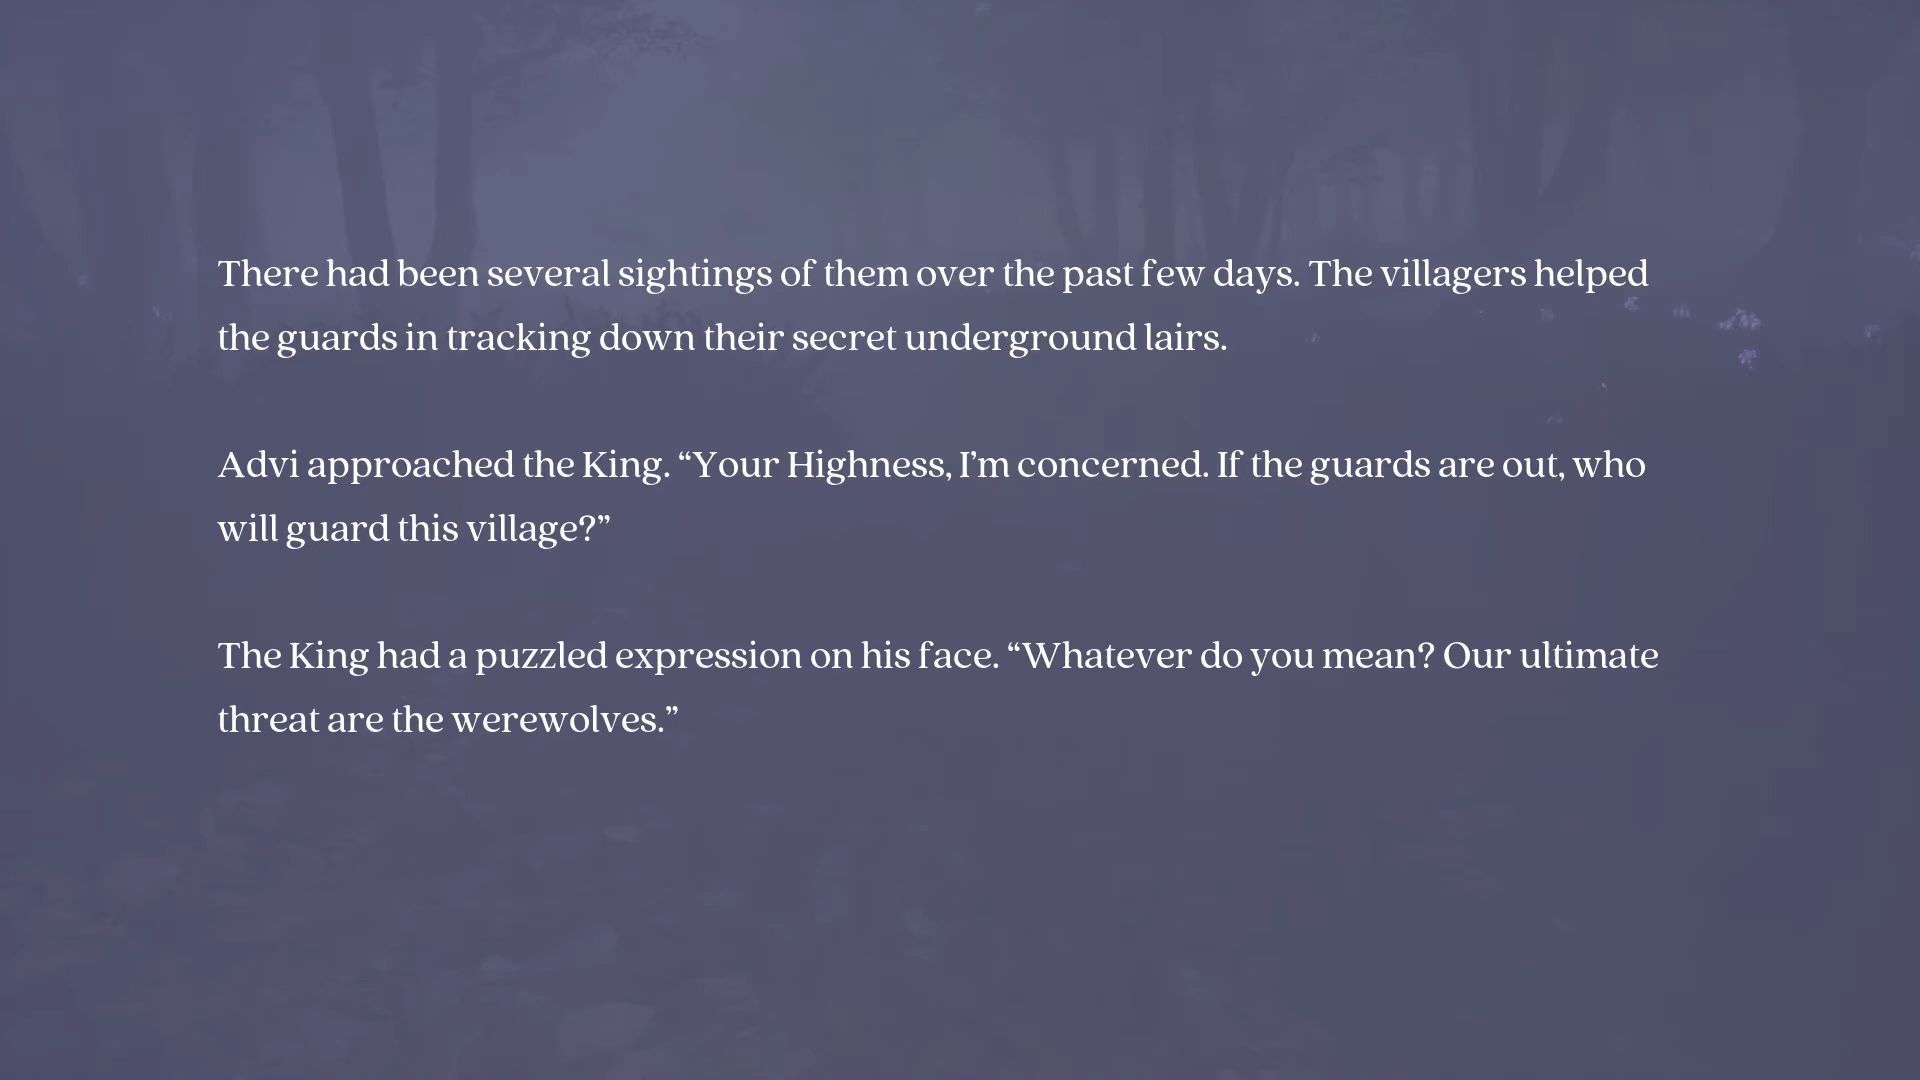 There had been several sightings of them over the past few days. The villagers helped
the guards in tracking down their secret underground lairs.
Advi approached the King. “Your Highness, I’m concerned. If the guards are out, who
will guard this village?”
The King had a puzzled expression on his face. “Whatever do you mean? Our ultimate
threat are the werewolves.”